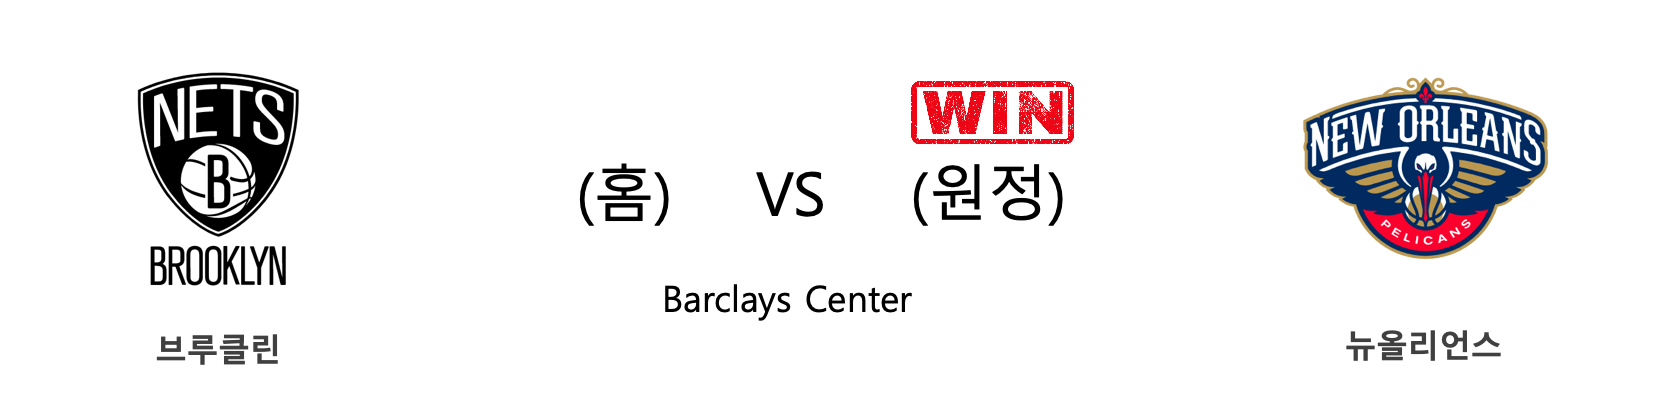 NETS
B
BROOKLYN
브루클린
WIN
(홈) VS (원정)
Barclays Center
NEW ORLEANS
PELICANS
뉴올리언스